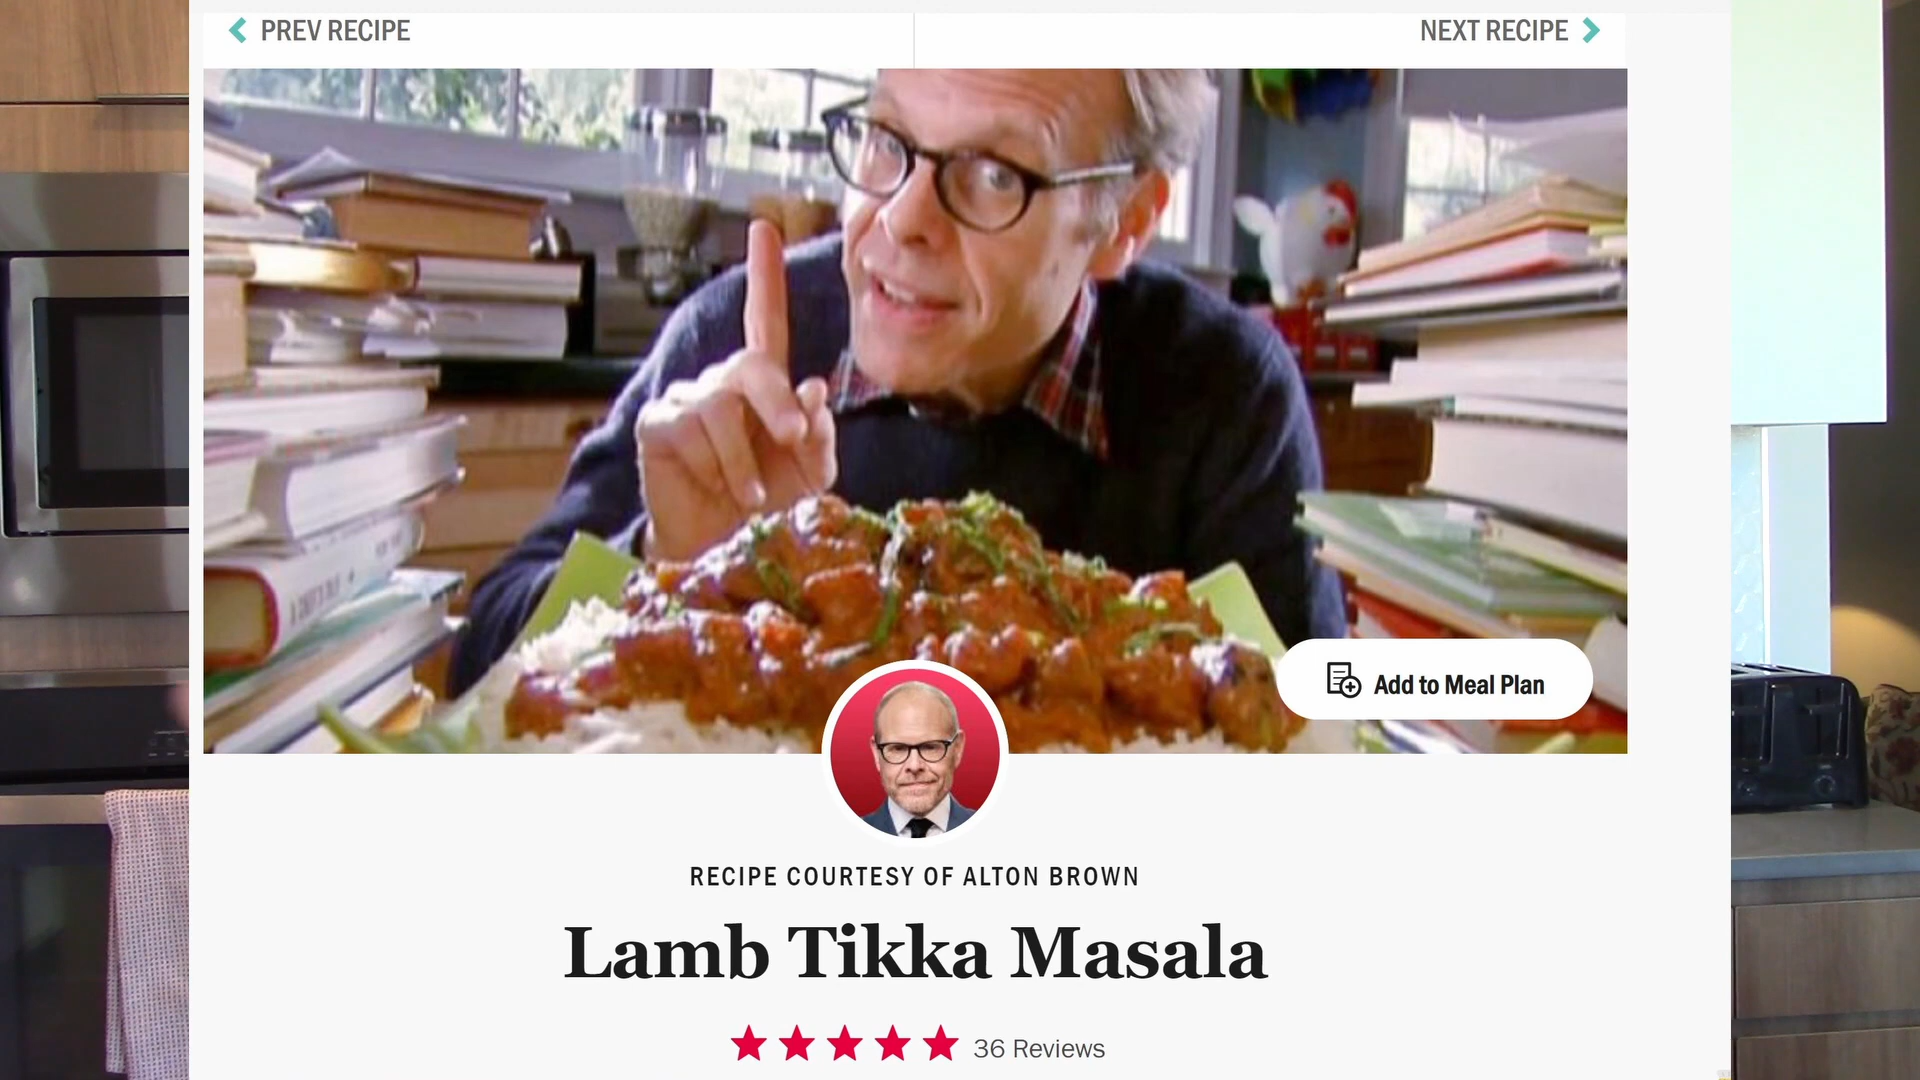 PREV RECIPE
NEXT RECIPE
Add to Meal Plan
RECIPE COURTESY OF ALTON BROWN
Lamb Tikka Masala
36 Reviews